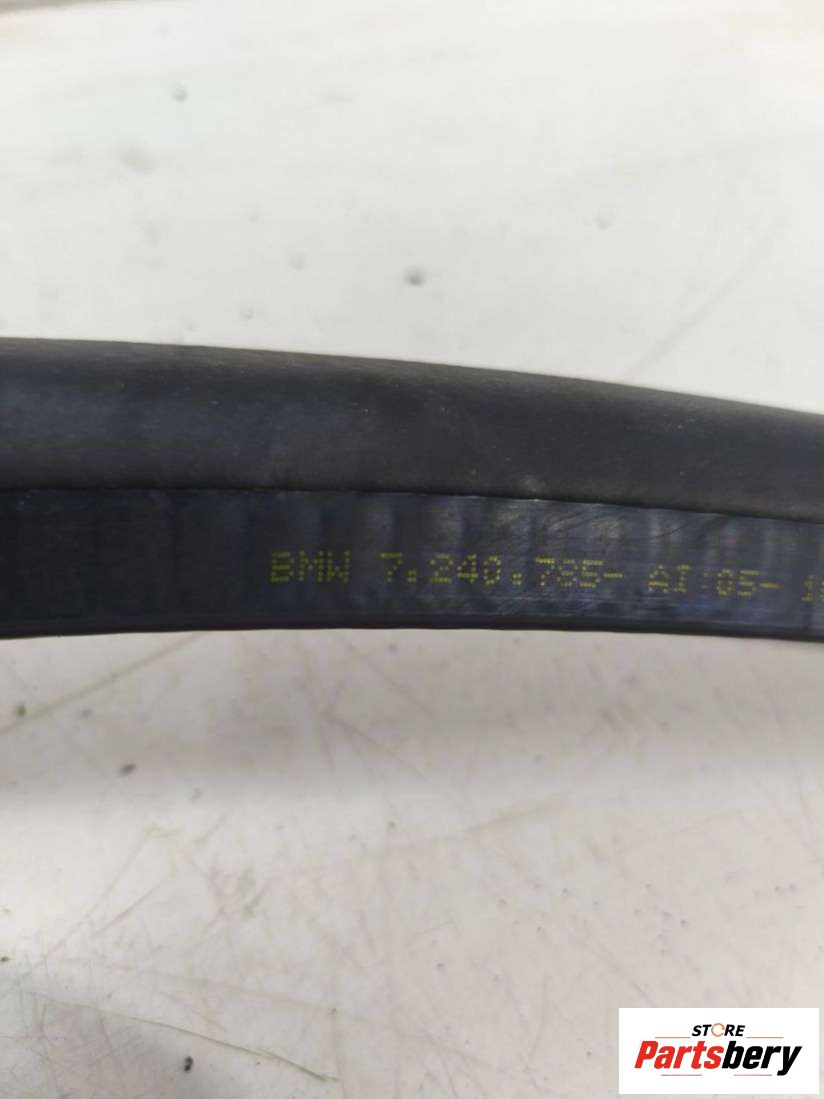 BMW 7.240.785- AI:05-
STORE
Partsbery